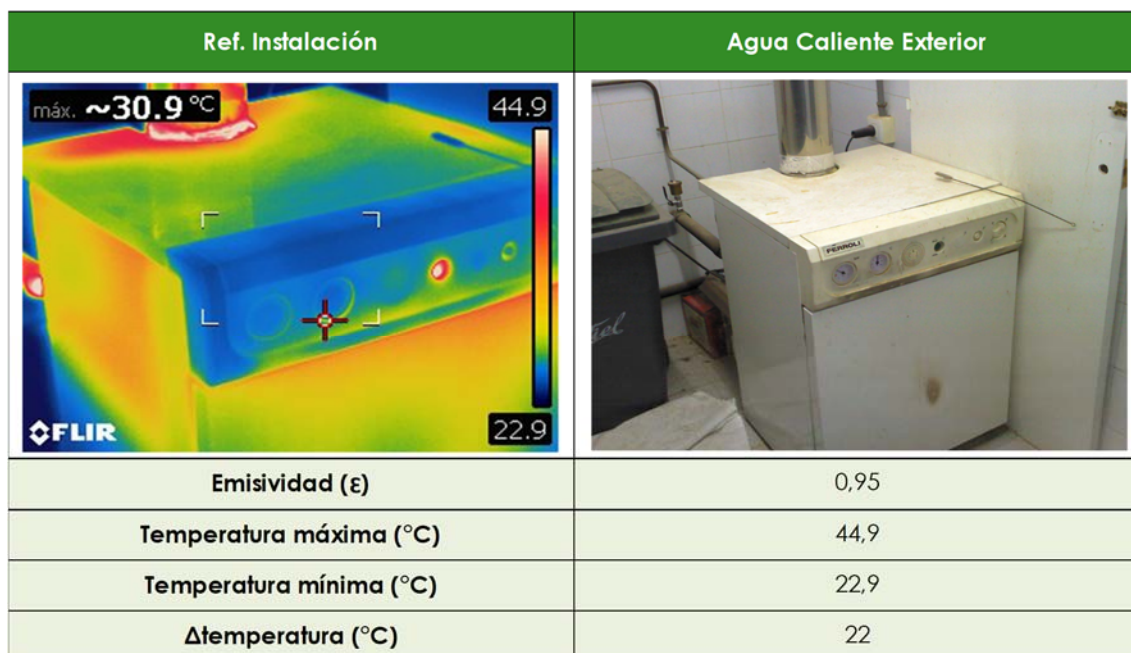 Ref. Instalación
Agua Caliente Exterior
máx. ~30.9 °C
44.9
22.9
FLIR
FERROLI
Emisividad (ε)
0,95
Temperatura máxima (°C)
44,9
Temperatura mínima (°C)
22,9
Δtemperatura (°C)
22